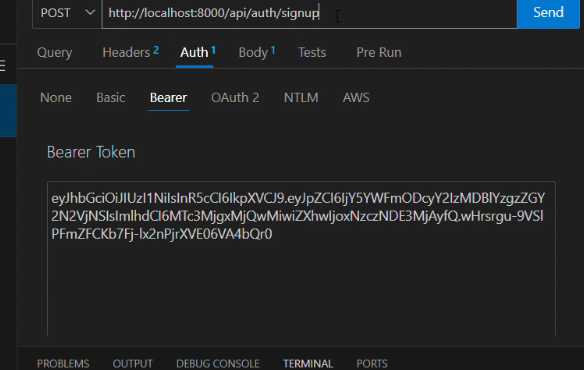 POST http://localhost:8000/api/auth/signup Send
Query Headers 2 Auth 1 Body 1 Tests Pre Run
None Basic Bearer OAuth 2 NTLM AWS
Bearer Token
eyJhbGciOiJIUzI1NiIsInR5cCI6IkpXVCJ9.eyJpZCI6IjY5YWFmODcyY2IzMDBlYzgzZGY
2N2VjNSIsImlhdCI6MTc3MjgxMjQwMiwiZXhwIjoxNzczNDE3MjAyfQ.wHrsrgu-9VSl
PFmZFCKb7Fj-lx2nPjrXVE06VA4bQr0
PROBLEMS OUTPUT DEBUG CONSOLE TERMINAL PORTS